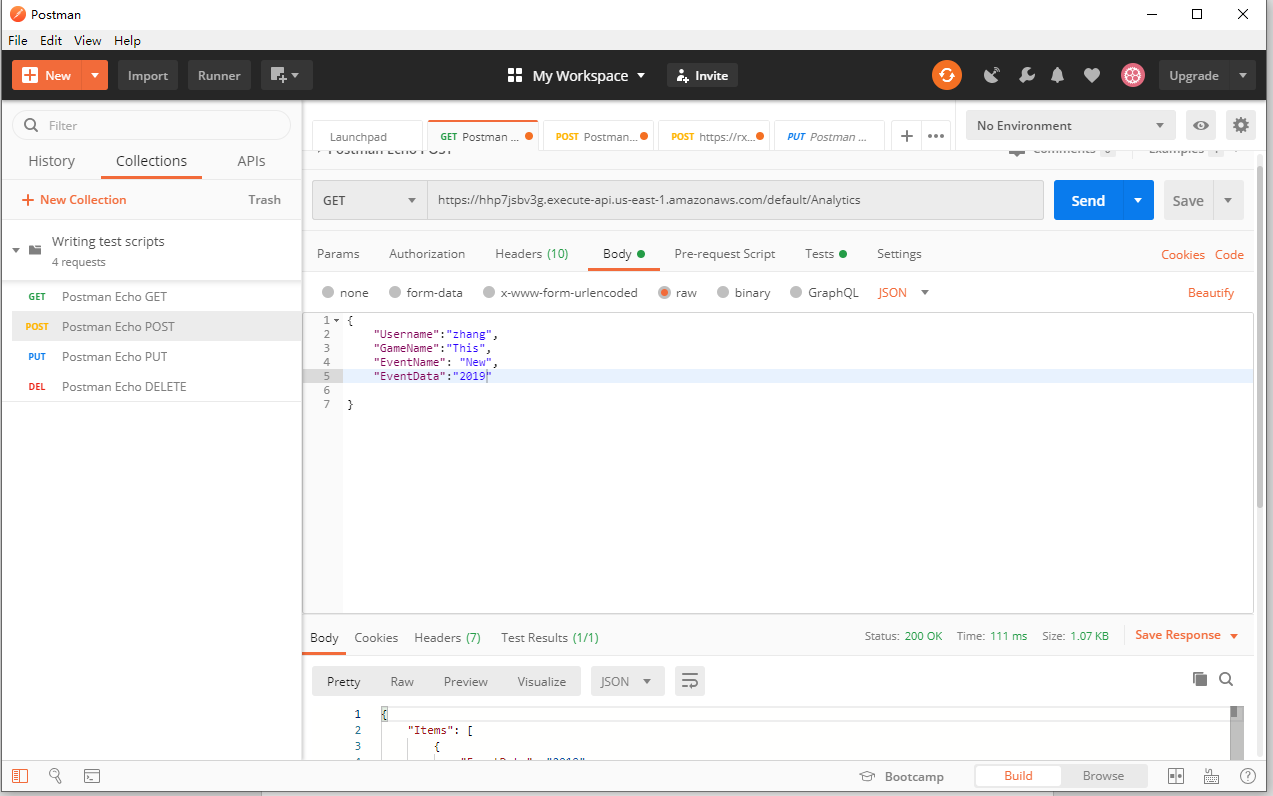 Postman
File Edit View Help
New Import Runner My Workspace Invite Upgrade
Filter
History Collections APIs
+ New Collection Trash
Writing test scripts
4 requests
GET Postman Echo GET
POST Postman Echo POST
PUT Postman Echo PUT
DEL Postman Echo DELETE
Launchpad GET Postman ... POST Postman... POST https://rx... PUT Postman ... + ••• No Environment
Postman Echo POST Comments 0 Examples 1
GET https://hhp7jsbv3g.execute-api.us-east-1.amazonaws.com/default/Analytics Send Save
Params Authorization Headers (10) Body Pre-request Script Tests Settings Cookies Code
none form-data x-www-form-urlencoded raw binary GraphQL JSON Beautify
1 {
2 "Username":"zhang",
3 "GameName":"This",
4 "EventName": "New",
5 "EventData":"2019"
6
7 }
Body Cookies Headers (7) Test Results (1/1) Status: 200 OK Time: 111 ms Size: 1.07 KB Save Response
Pretty Raw Preview Visualize JSON
1 {
2 "Items": [
3 {
4 "EventData": "2019"
Bootcamp Build Browse